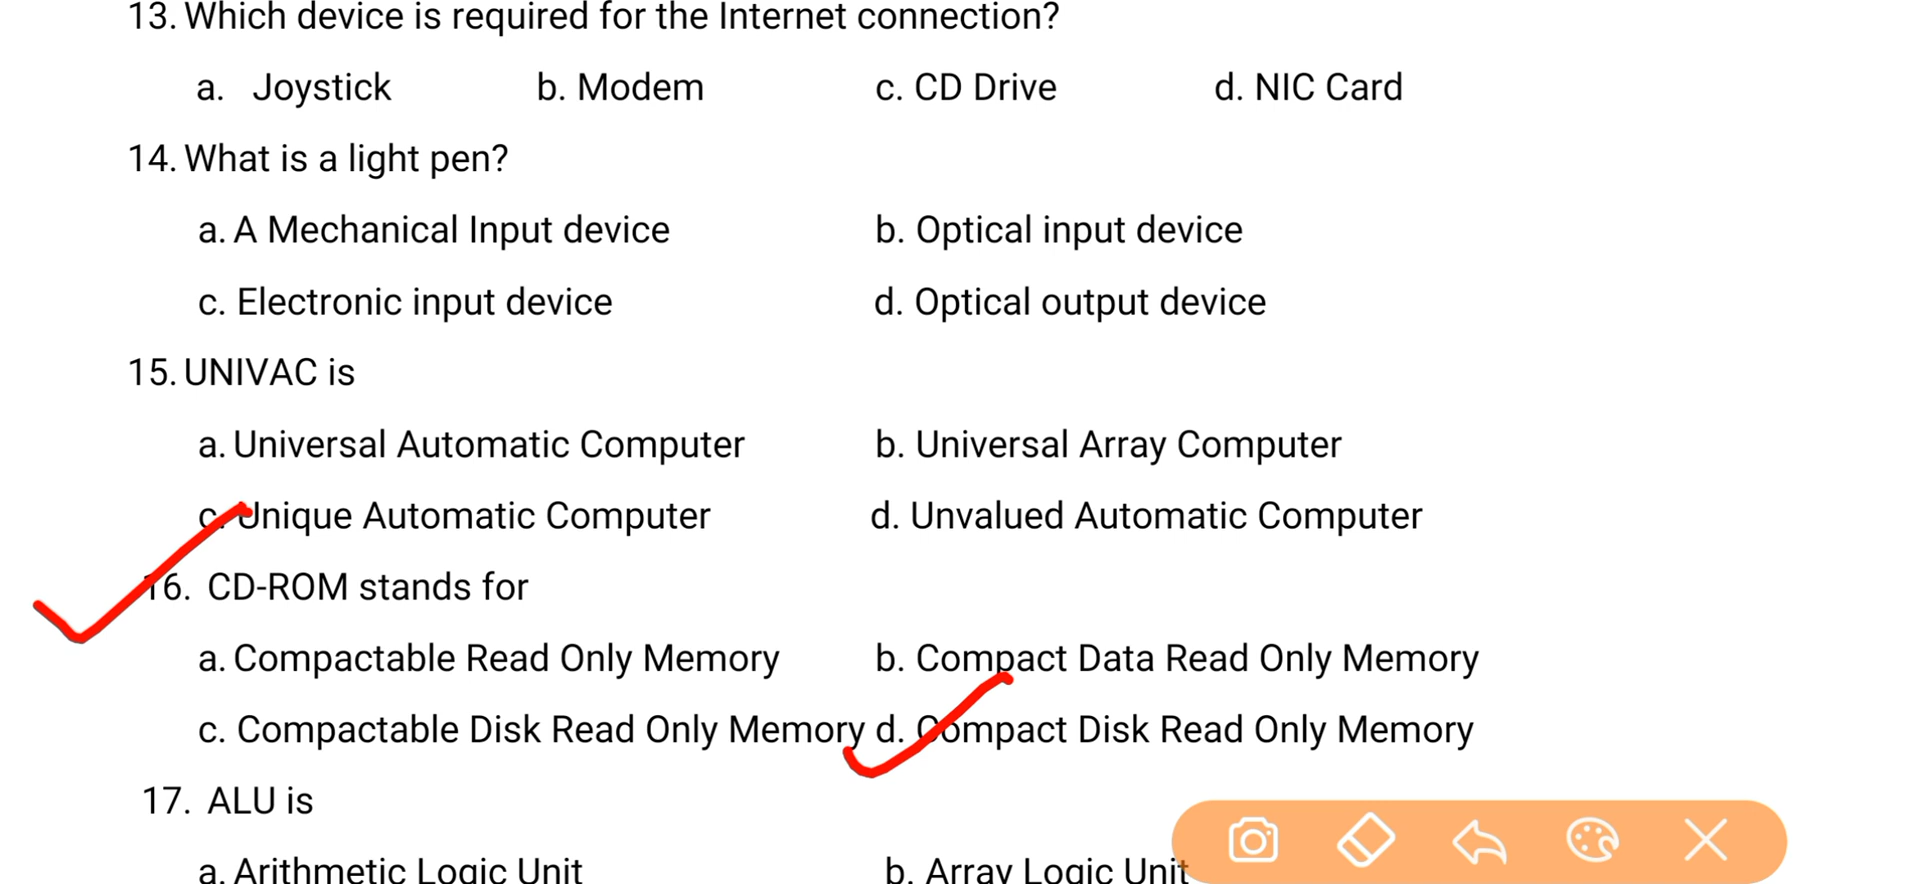 13. Which device is required for the Internet connection?
a. Joystick b. Modem c. CD Drive d. NIC Card
14. What is a light pen?
a. A Mechanical Input device b. Optical input device
c. Electronic input device d. Optical output device
15. UNIVAC is
a. Universal Automatic Computer b. Universal Array Computer
c. Unique Automatic Computer d. Unvalued Automatic Computer
16. CD-ROM stands for
a. Compactable Read Only Memory b. Compact Data Read Only Memory
c. Compactable Disk Read Only Memory d. Compact Disk Read Only Memory
17. ALU is
a. Arithmetic Logic Unit b. Array Logic Unit